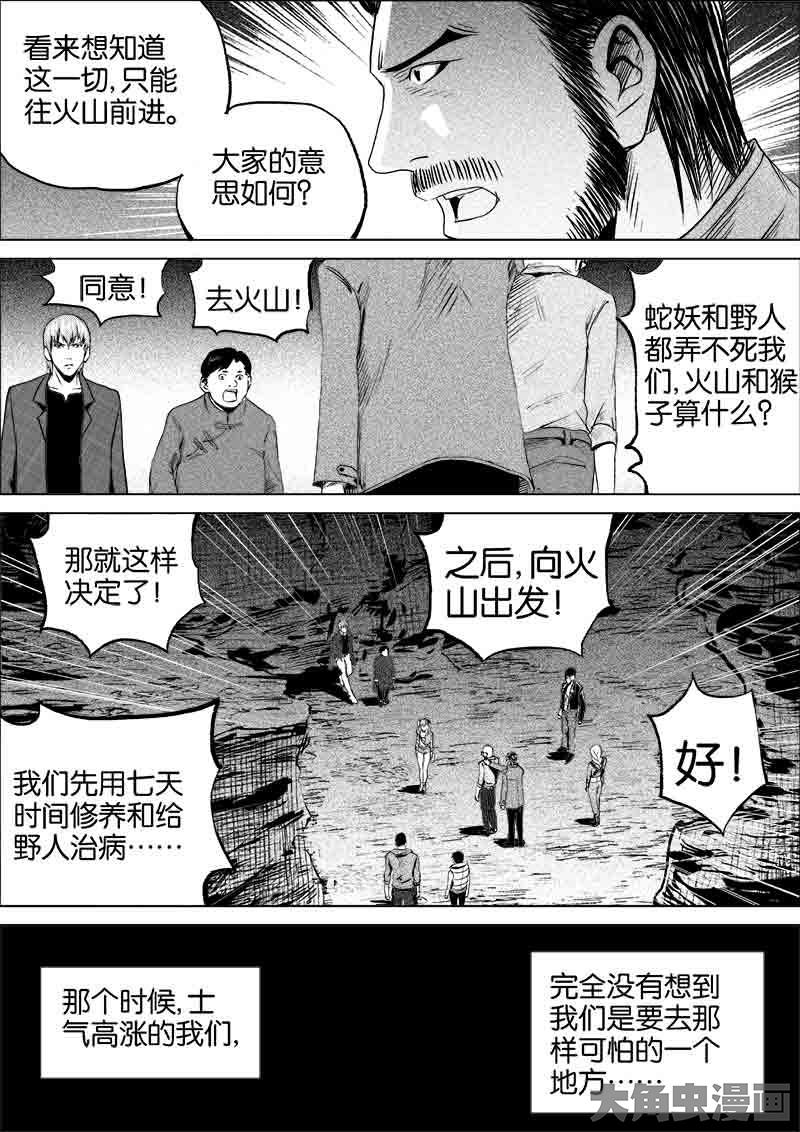 看来想知道
这一切,只能
往火山前进。
大家的意
思如何?
同意!
去火山!
蛇妖和野人
都弄不死我
们,火山和猴
子算什么?
那就这样
决定了!
我们先用七天
时间修养和给
野人治病……
之后,向火
山出发!
好!
那个时候,士
气高涨的我们,
完全没有想到
我们是要去那
样可怕的一个
地方……
大角虫漫画